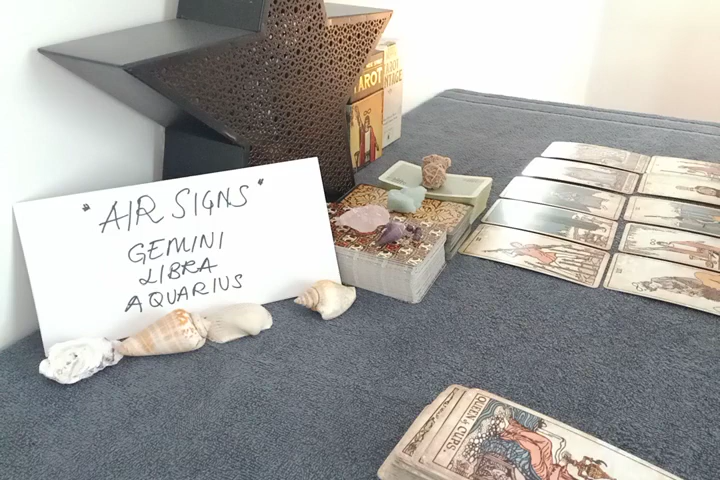 "AIR SIGNS"
GEMINI
LIBRA
AQUARIUS
TAROT
QUEEN of CUPS.